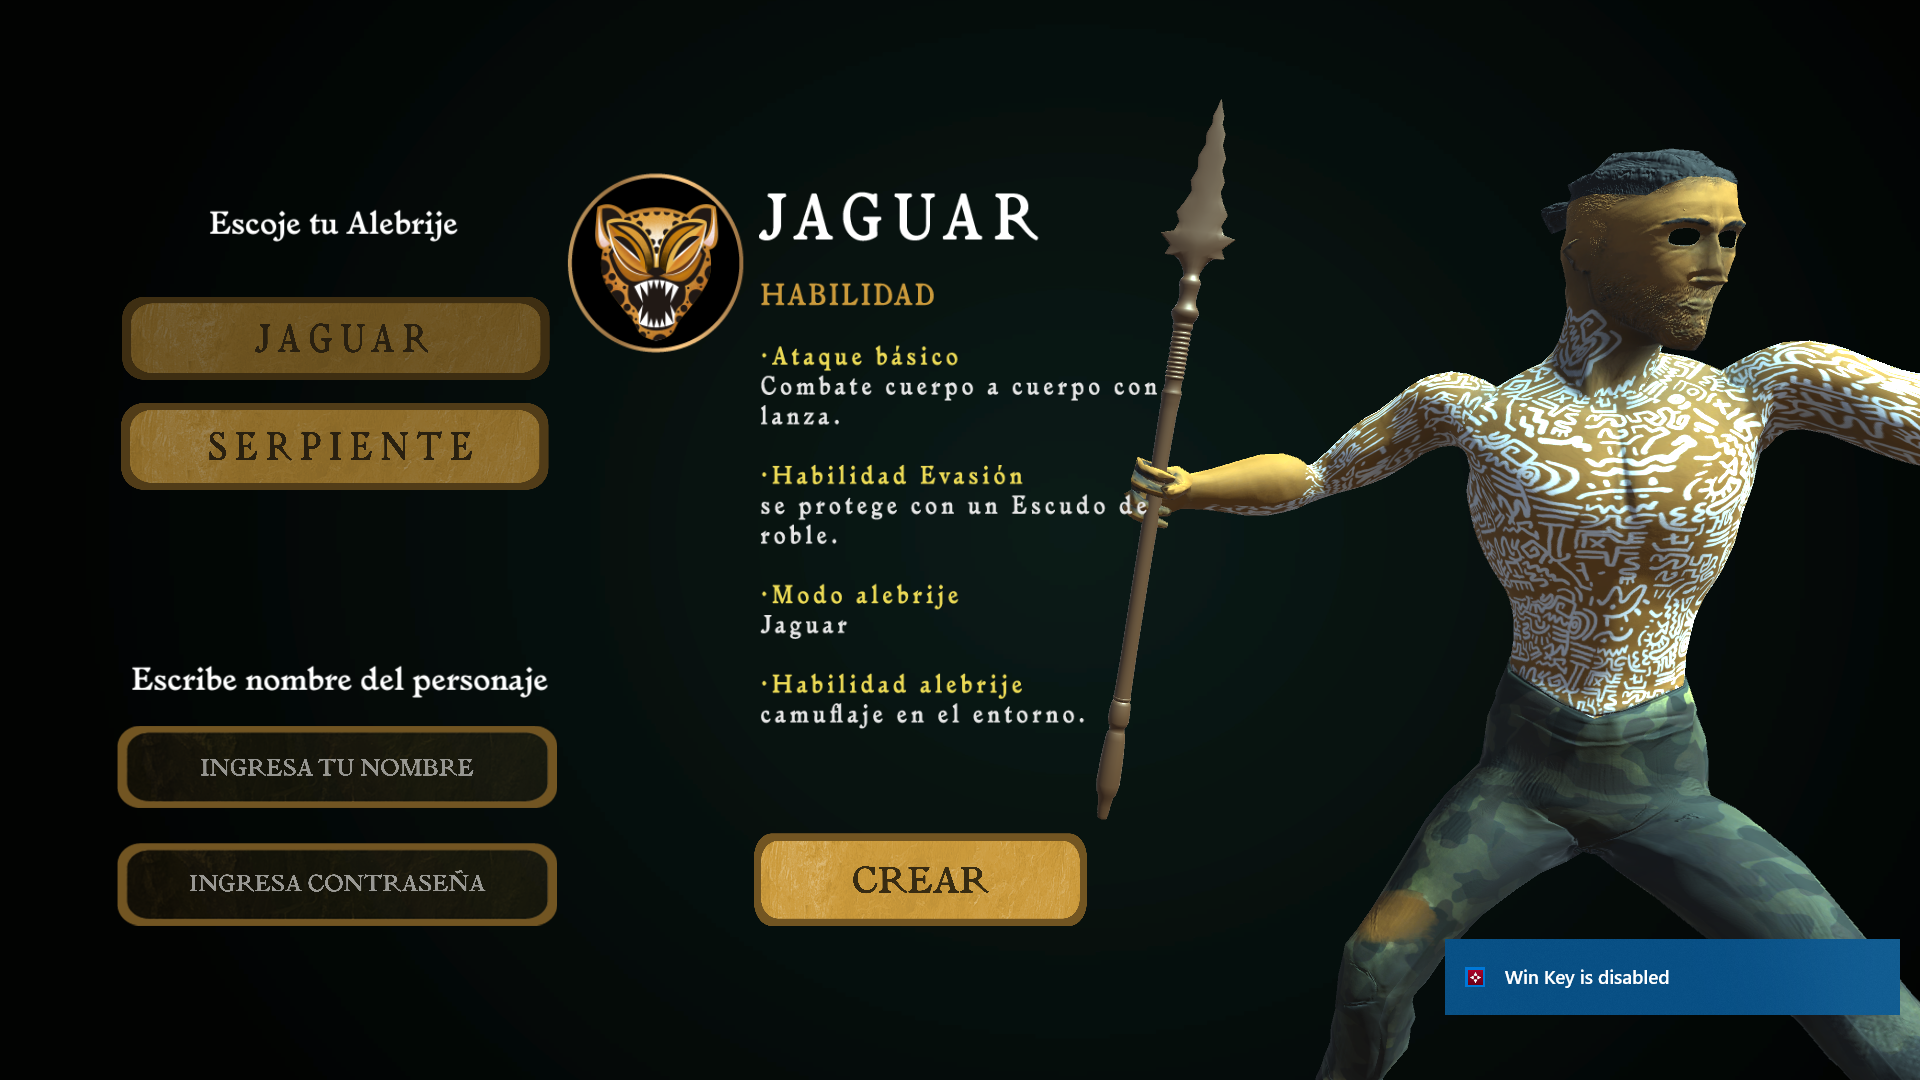 Escoje tu Alebrije
JAGUAR
SERPIENTE
Escribe nombre del personaje
INGRESA TU NOMBRE
INGRESA CONTRASEÑA
JAGUAR
HABILIDAD
·Ataque básico
Combate cuerpo a cuerpo con
lanza.
·Habilidad Evasión
se protege con un Escudo de
roble.
·Modo alebrije
Jaguar
·Habilidad alebrije
camuflaje en el entorno.
CREAR
Win Key is disabled